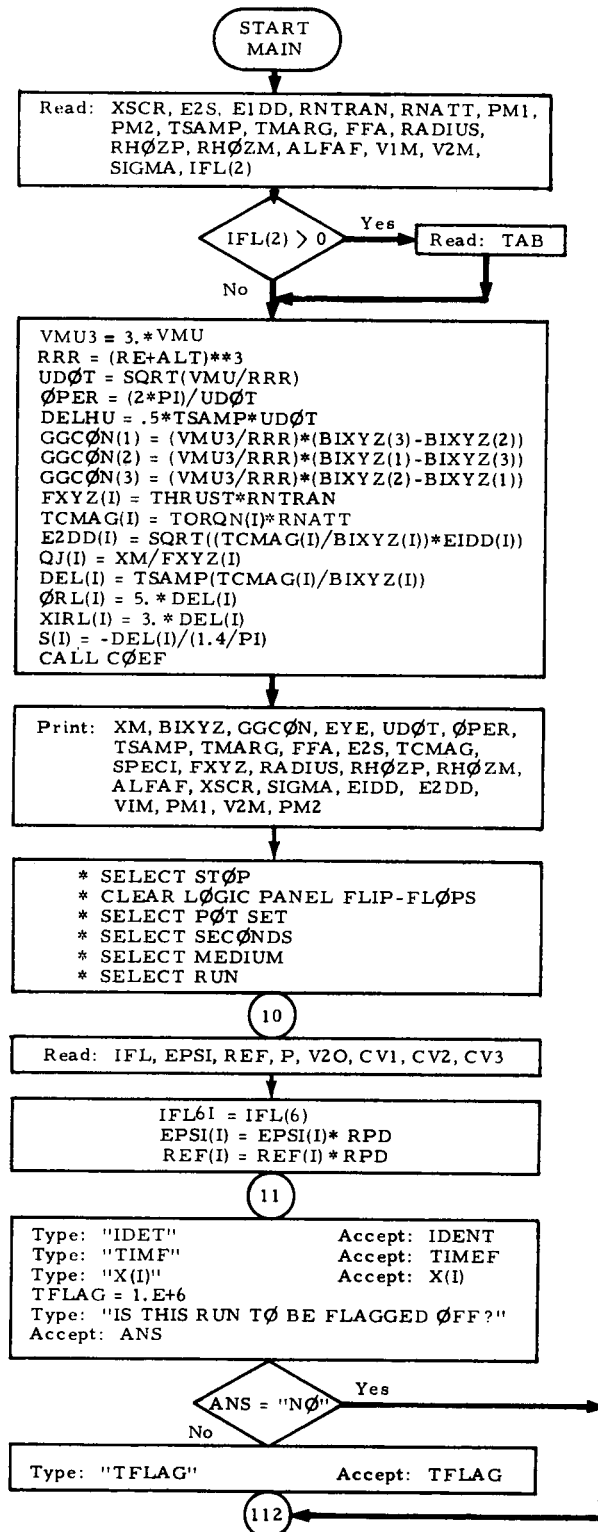 START
MAIN
Read: XSCR, E2S, E1DD, RNTRAN, RNATT, PM1,
PM2, TSAMP, TMARG, FFA, RADIUS,
RHØZP, RHØZM, ALFAF, V1M, V2M,
SIGMA, IFL(2)
IFL(2) > 0
Yes
Read: TAB
No
VMU3 = 3.*VMU
RRR = (RE+ALT)**3
UDØT = SQRT(VMU/RRR)
ØPER = (2*PI)/UDØT
DELHU = .5*TSAMP*UDØT
GGCØN(1) = (VMU3/RRR)*(BIXYZ(3)-BIXYZ(2))
GGCØN(2) = (VMU3/RRR)*(BIXYZ(1)-BIXYZ(3))
GGCØN(3) = (VMU3/RRR)*(BIXYZ(2)-BIXYZ(1))
FXYZ(I) = THRUST*RNTRAN
TCMAG(I) = TORQN(I)*RNATT
E2DD(I) = SQRT((TCMAG(I)/BIXYZ(I))*EIDD(I))
QJ(I) = XM/FXYZ(I)
DEL(I) = TSAMP(TCMAG(I)/BIXYZ(I))
ØRL(I) = 5. * DEL(I)
XIRL(I) = 3. * DEL(I)
S(I) = -DEL(I)/(1.4/PI)
CALL CØEF
Print: XM, BIXYZ, GGCØN, EYE, UDØT, ØPER,
TSAMP, TMARG, FFA, E2S, TCMAG,
SPECI, FXYZ, RADIUS, RHØZP, RHØZM,
ALFAF, XSCR, SIGMA, EIDD, E2DD,
VIM, PM1, V2M, PM2
* SELECT STØP
* CLEAR LØGIC PANEL FLIP-FLØPS
* SELECT PØT SET
* SELECT SECØNDS
* SELECT MEDIUM
* SELECT RUN
10
Read: IFL, EPSI, REF, P, V2O, CV1, CV2, CV3
IFL6I = IFL(6)
EPSI(I) = EPSI(I)* RPD
REF(I) = REF(I)*RPD
11
Type: "IDET" Accept: IDENT
Type: "TIMF" Accept: TIMEF
Type: "X(I)" Accept: X(I)
TFLAG = 1.E+6
Type: "IS THIS RUN TØ BE FLAGGED ØFF?"
Accept: ANS
ANS = "NØ"
Yes
No
Type: "TFLAG" Accept: TFLAG
112